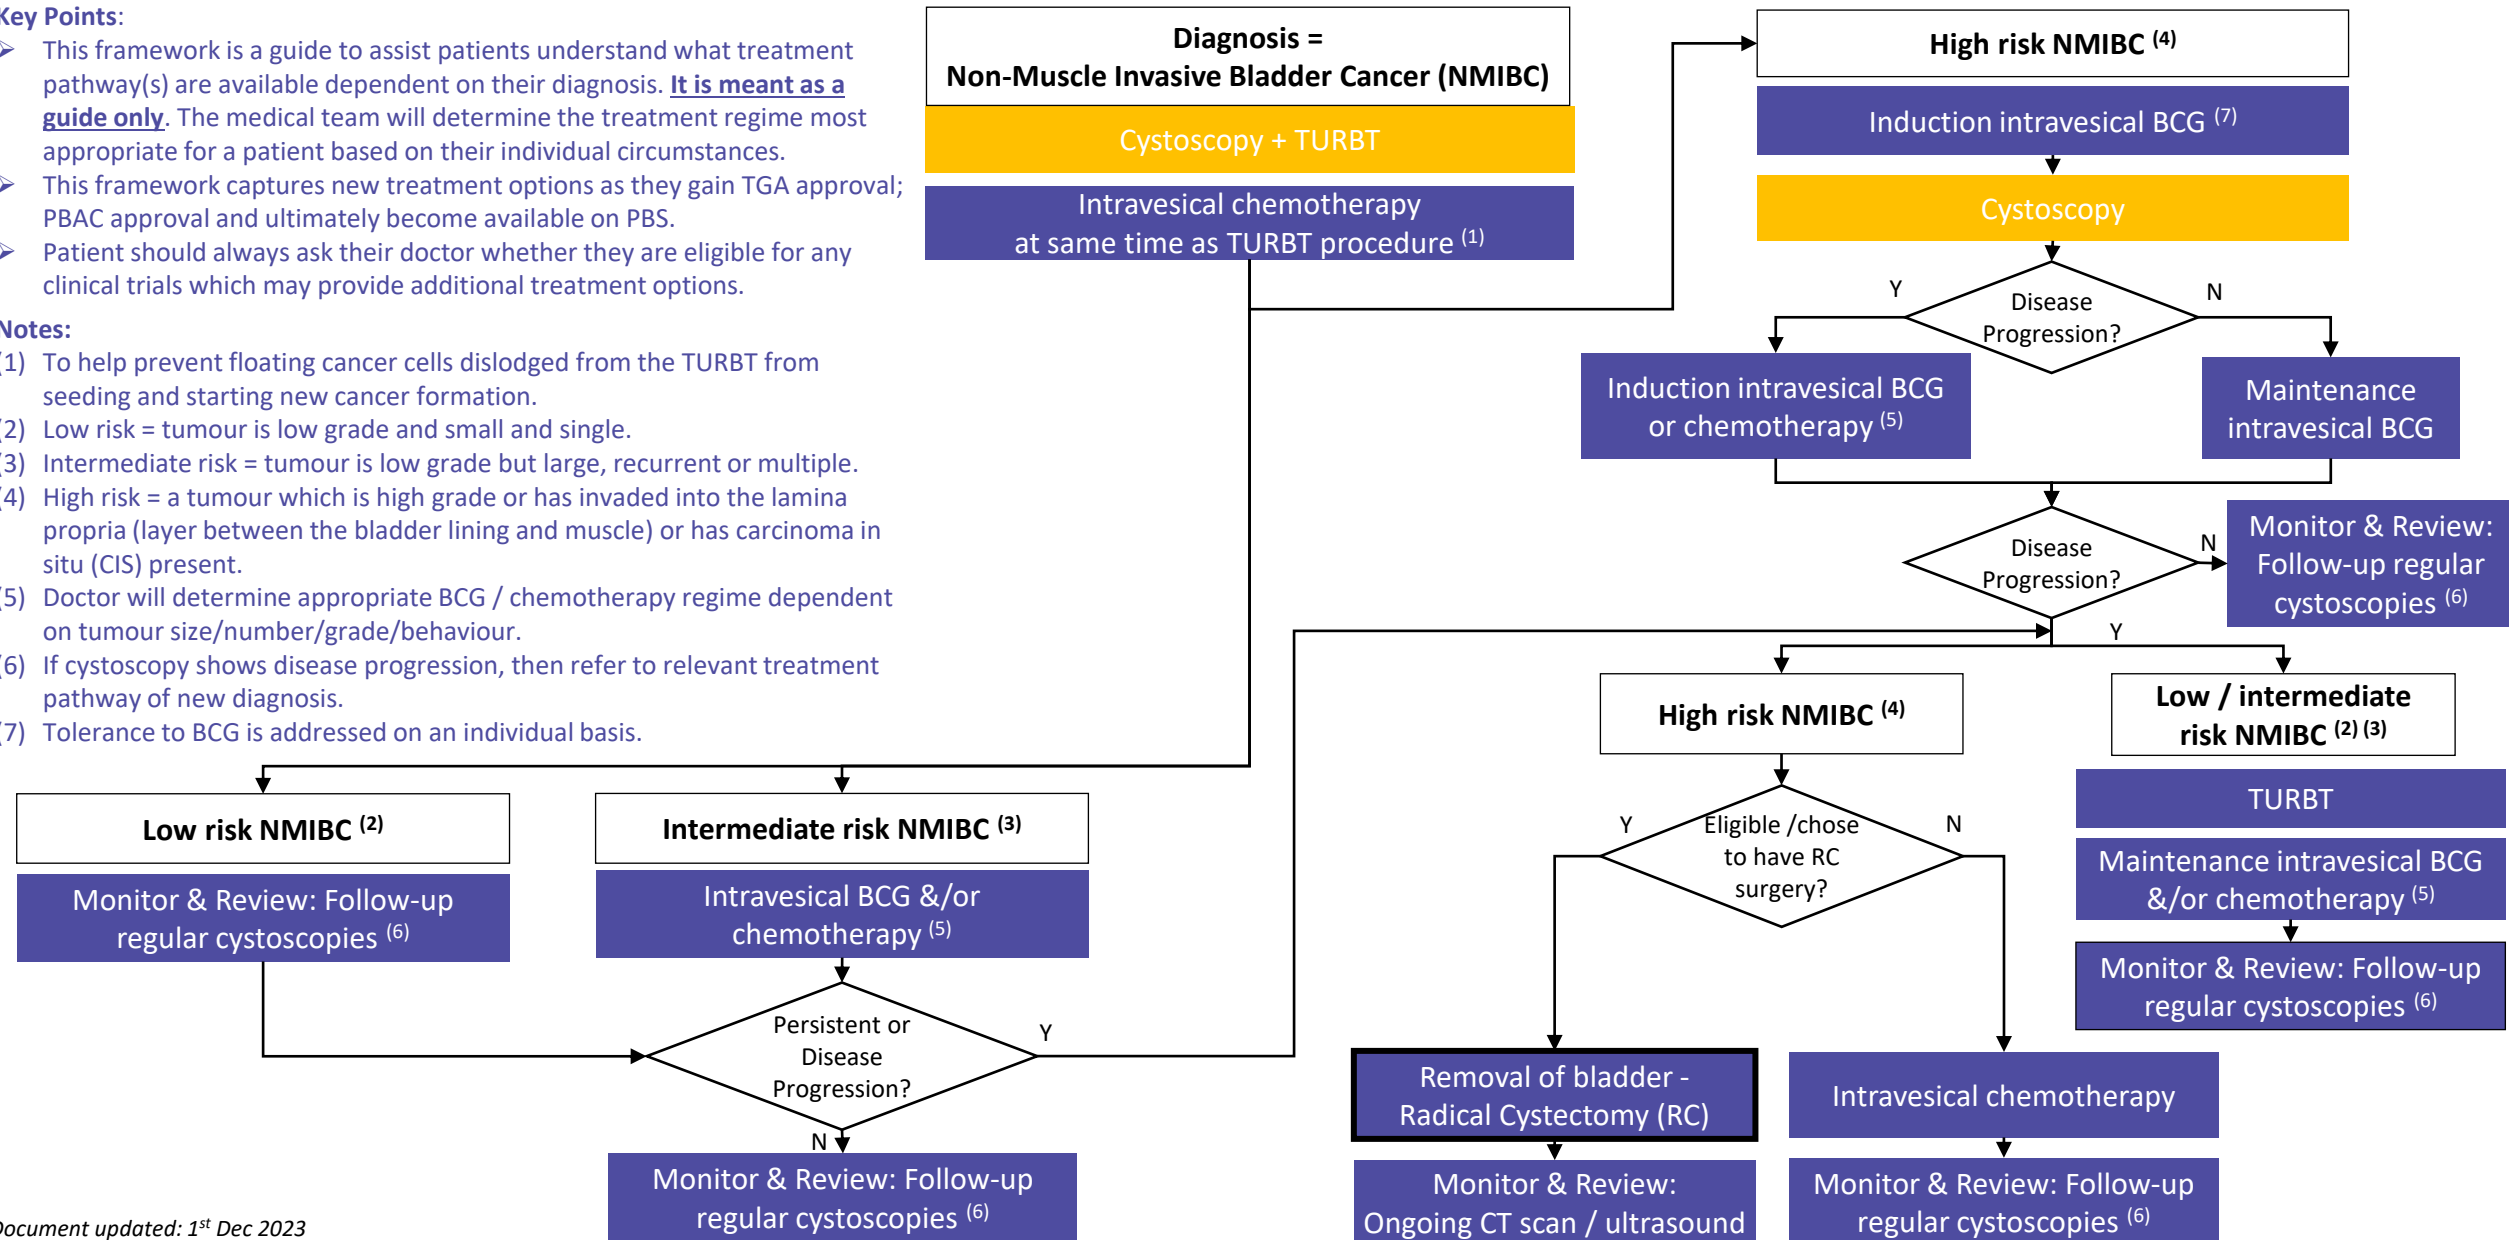 Key Points:
➢ This framework is a guide to assist patients understand what treatment
pathway(s) are available dependent on their diagnosis. It is meant as a
guide only. The medical team will determine the treatment regime most
appropriate for a patient based on their individual circumstances.
➢ This framework captures new treatment options as they gain TGA approval;
PBAC approval and ultimately become available on PBS.
➢ Patient should always ask their doctor whether they are eligible for any
clinical trials which may provide additional treatment options.
Notes:
(1) To help prevent floating cancer cells dislodged from the TURBT from
seeding and starting new cancer formation.
(2) Low risk = tumour is low grade and small and single.
(3) Intermediate risk = tumour is low grade but large, recurrent or multiple.
(4) High risk = a tumour which is high grade or has invaded into the lamina
propria (layer between the bladder lining and muscle) or has carcinoma in
situ (CIS) present.
(5) Doctor will determine appropriate BCG / chemotherapy regime dependent
on tumour size/number/grade/behaviour.
(6) If cystoscopy shows disease progression, then refer to relevant treatment
pathway of new diagnosis.
(7) Tolerance to BCG is addressed on an individual basis.
Diagnosis =
Non-Muscle Invasive Bladder Cancer (NMIBC)
Cystoscopy + TURBT
Intravesical chemotherapy
at same time as TURBT procedure (1)
High risk NMIBC (4)
Induction intravesical BCG (7)
Cystoscopy
Y
Disease
Progression?
N
Induction intravesical BCG
or chemotherapy (5)
Maintenance
intravesical BCG
Disease
Progression?
N
Monitor & Review:
Follow-up regular
cystoscopies (6)
Y
High risk NMIBC (4)
Low / intermediate
risk NMIBC (2) (3)
TURBT
Maintenance intravesical BCG
&/or chemotherapy (5)
Monitor & Review: Follow-up
regular cystoscopies (6)
Y
Eligible /chose
to have RC
surgery?
N
Removal of bladder -
Radical Cystectomy (RC)
Monitor & Review:
Ongoing CT scan / ultrasound
Intravesical chemotherapy
Monitor & Review: Follow-up
regular cystoscopies (6)
Low risk NMIBC (2)
Monitor & Review: Follow-up
regular cystoscopies (6)
Intermediate risk NMIBC (3)
Intravesical BCG &/or
chemotherapy (5)
Persistent or
Disease
Progression?
Y
N
Monitor & Review: Follow-up
regular cystoscopies (6)
Document updated: 1st Dec 2023